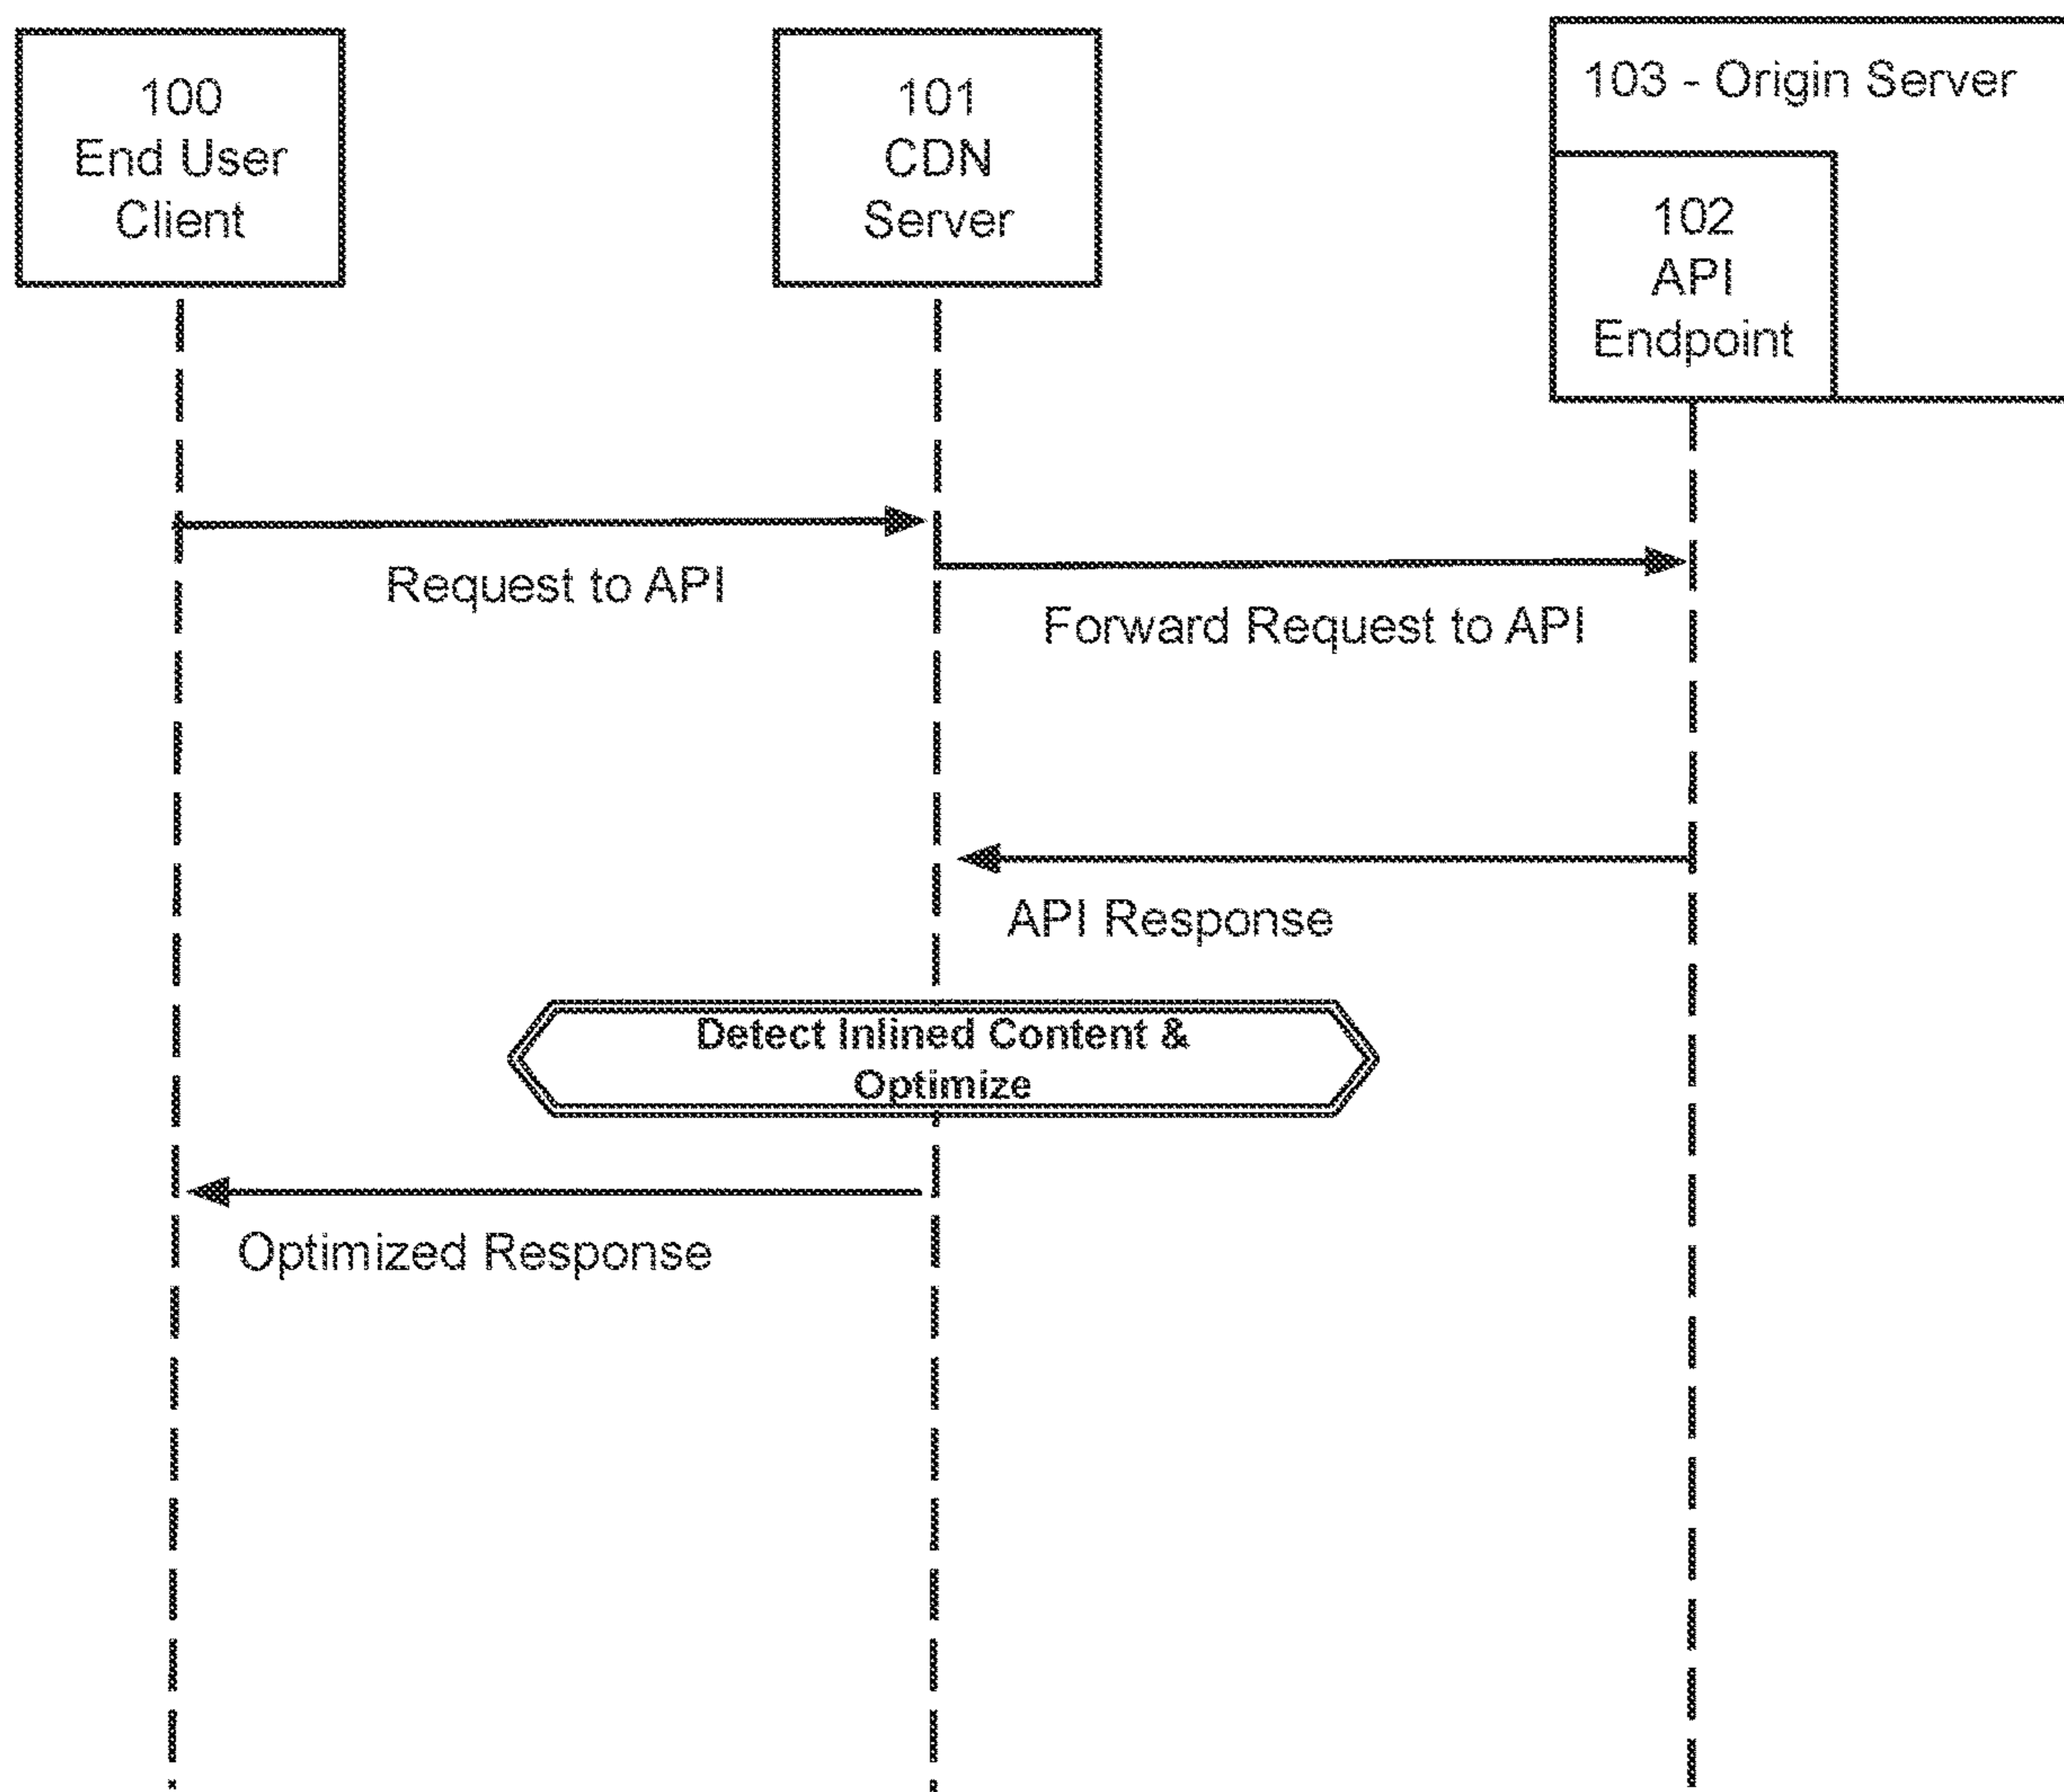 100
End User
Client
101
CDN
Server
103 - Origin Server
102
API
Endpoint
Request to API
Forward Request to API
API Response
Detect Inlined Content &
Optimize
Optimized Response